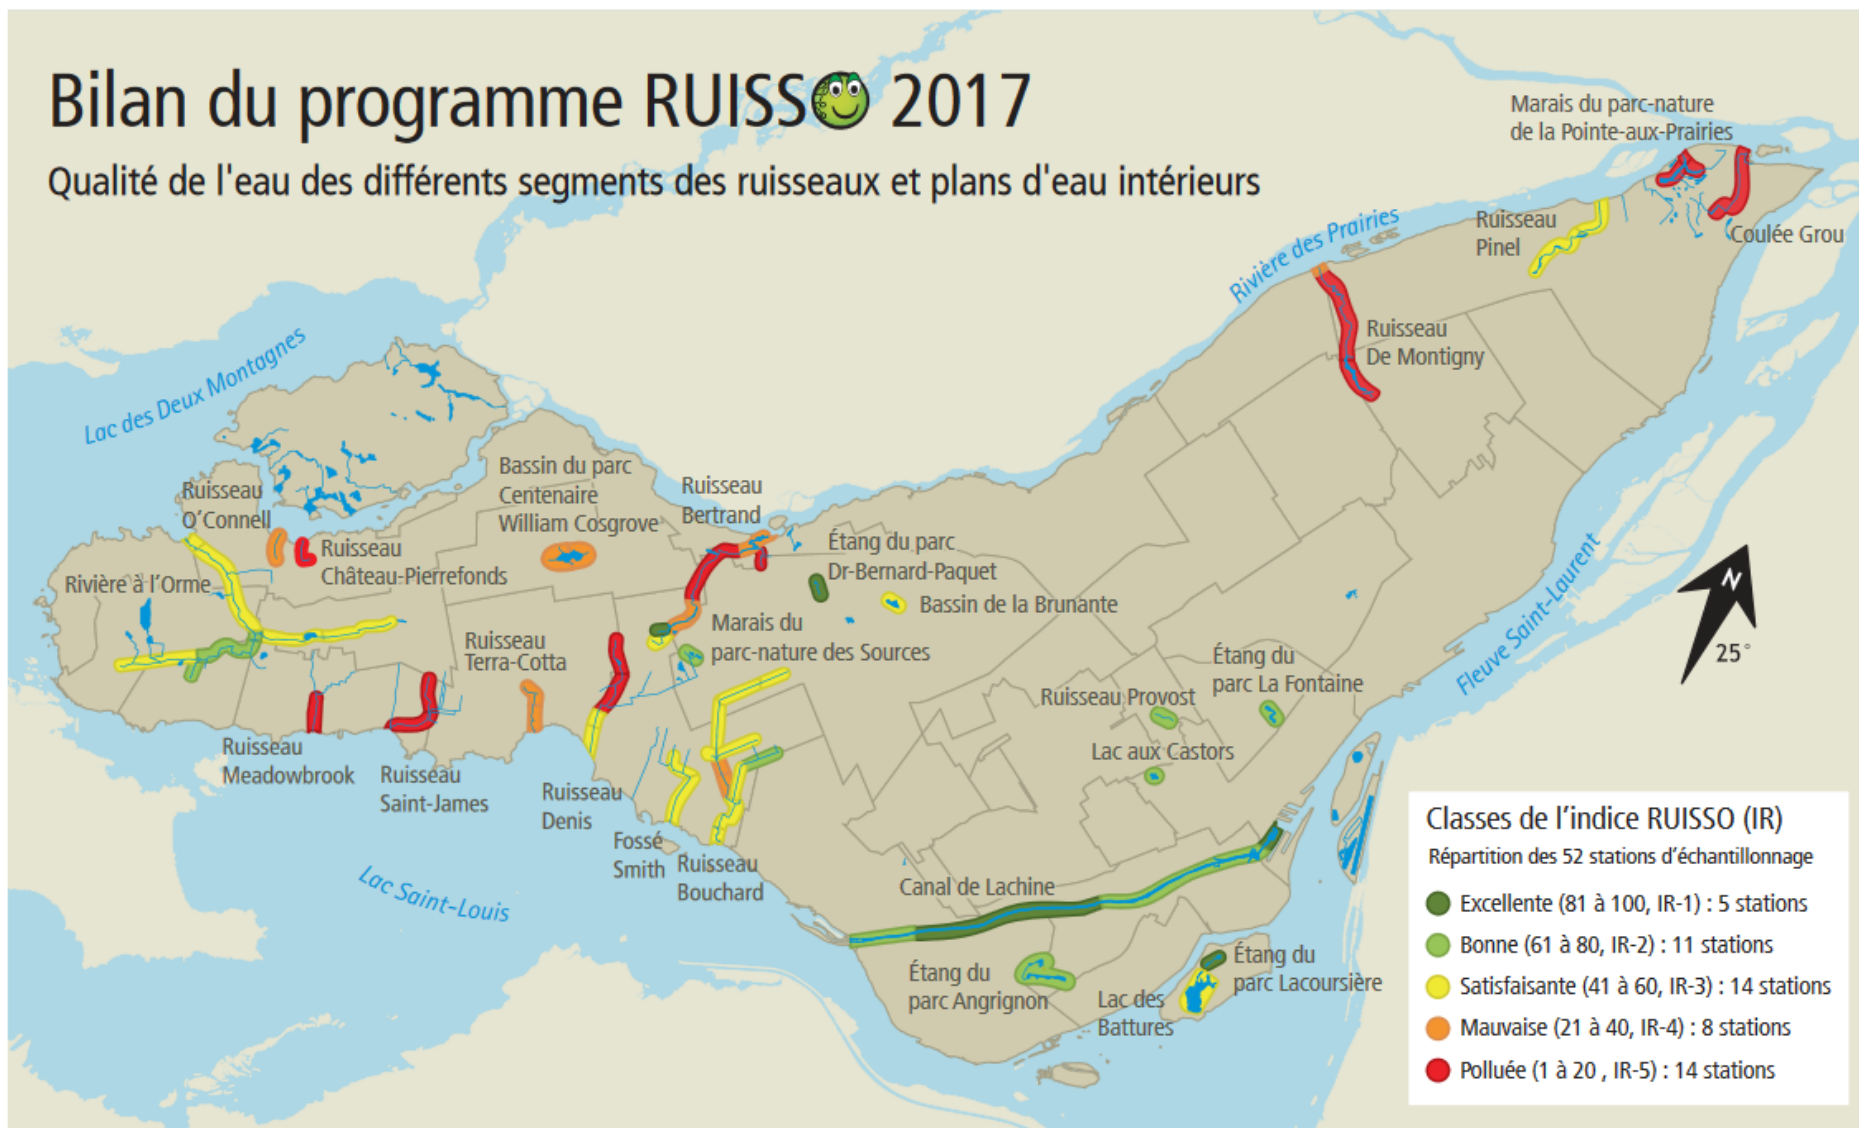 Bilan du programme RUISSO 2017
Qualité de l'eau des différents segments des ruisseaux et plans d'eau intérieurs
Marais du parc-nature
de la Pointe-aux-Prairies
Ruisseau
Pinel
Coulée Grou
Rivière des Prairies
Ruisseau
De Montigny
Lac des Deux Montagnes
Bassin du parc
Centenaire
William Cosgrove
Ruisseau
Bertrand
Ruisseau
O'Connell
Ruisseau
Château-Pierrefonds
Étang du parc
Dr-Bernard-Paquet
Rivière à l'Orme
Bassin de la Brunante
Marais du
parc-nature des Sources
Ruisseau
Terra-Cotta
Étang du
parc La Fontaine
Ruisseau Provost
Lac aux Castors
Fleuve Saint-Laurent
N
25°
Ruisseau
Meadowbrook
Ruisseau
Saint-James
Ruisseau
Denis
Fossé
Smith
Ruisseau
Bouchard
Lac Saint-Louis
Canal de Lachine
Étang du
parc Angrignon
Lac des
Battures
Étang du
parc Lacoursière
Classes de l'indice RUISSO (IR)
Répartition des 52 stations d'échantillonnage
Excellente (81 à 100, IR-1) : 5 stations
Bonne (61 à 80, IR-2) : 11 stations
Satisfaisante (41 à 60, IR-3) : 14 stations
Mauvaise (21 à 40, IR-4) : 8 stations
Polluée (1 à 20 , IR-5) : 14 stations